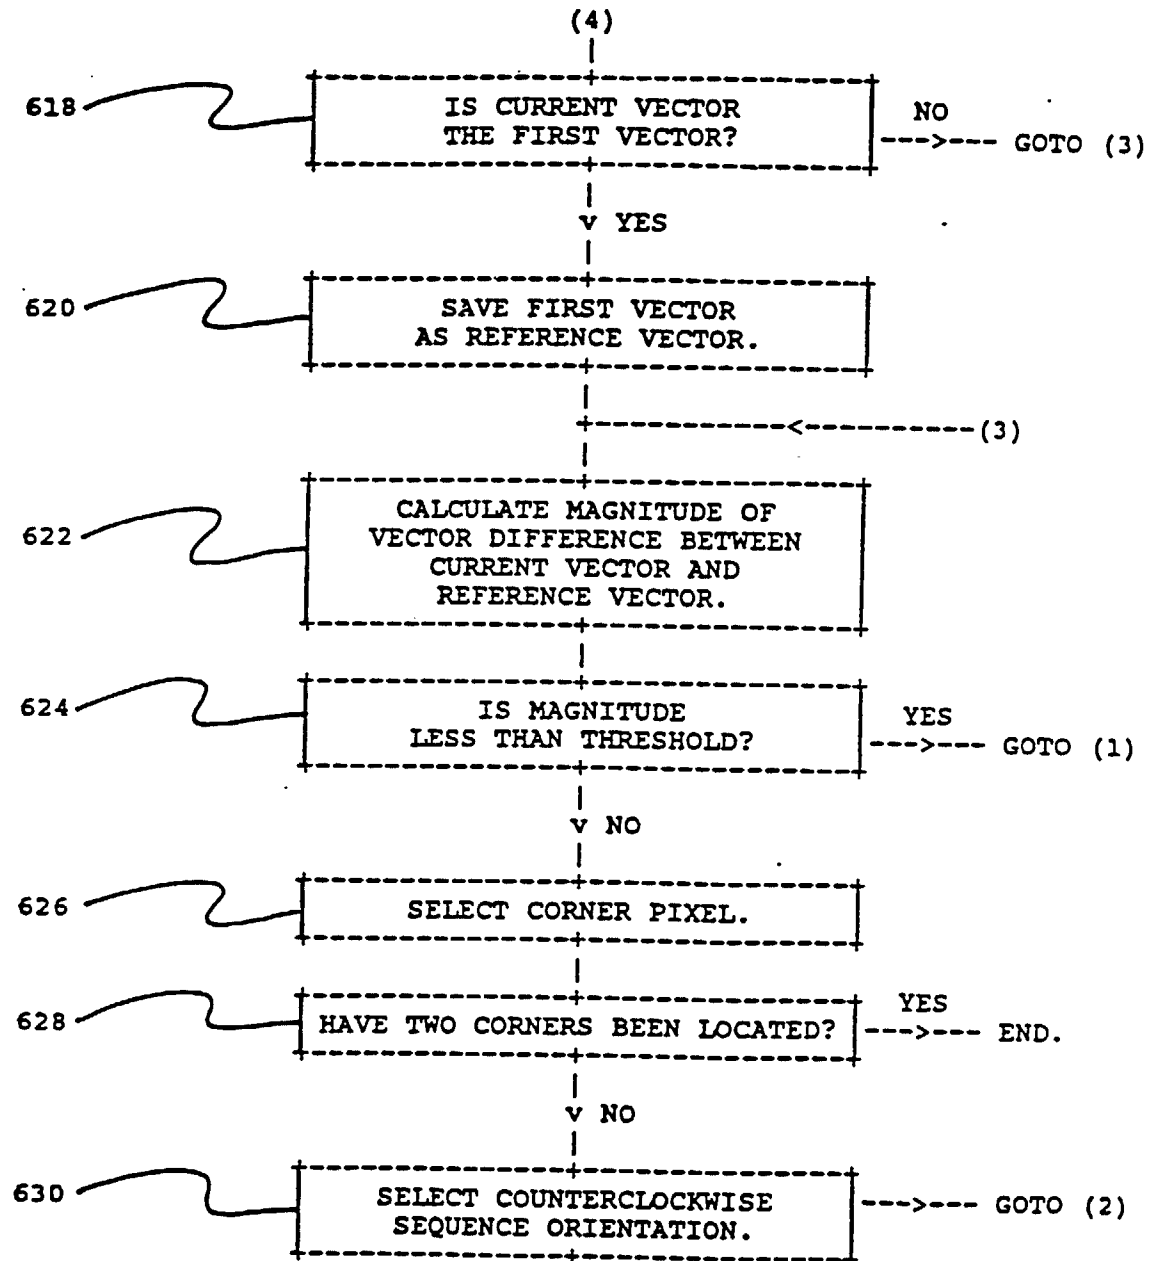 (4)
618
IS CURRENT VECTOR
THE FIRST VECTOR?
NO
--->--- GOTO (3)
v YES
620
SAVE FIRST VECTOR
AS REFERENCE VECTOR.
(3)
622
CALCULATE MAGNITUDE OF
VECTOR DIFFERENCE BETWEEN
CURRENT VECTOR AND
REFERENCE VECTOR.
624
IS MAGNITUDE
LESS THAN THRESHOLD?
YES
--->--- GOTO (1)
v NO
626
SELECT CORNER PIXEL.
628
HAVE TWO CORNERS BEEN LOCATED?
YES
--->--- END.
v NO
630
SELECT COUNTERCLOCKWISE
SEQUENCE ORIENTATION.
--->--- GOTO (2)